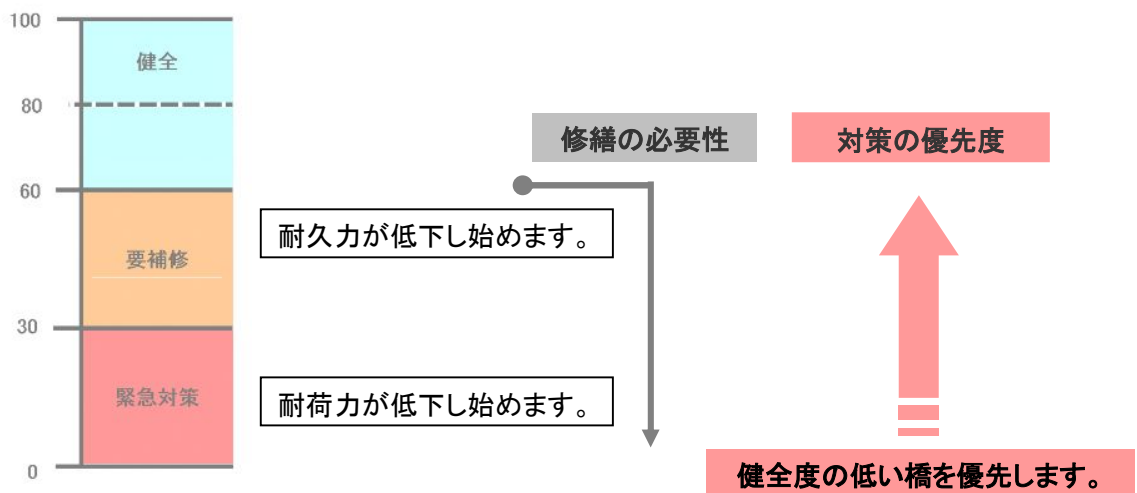 100
健全
80
修繕の必要性
対策の優先度
60
耐久力が低下し始めます。
要補修
30
緊急対策
耐荷力が低下し始めます。
0
健全度の低い橋を優先します。